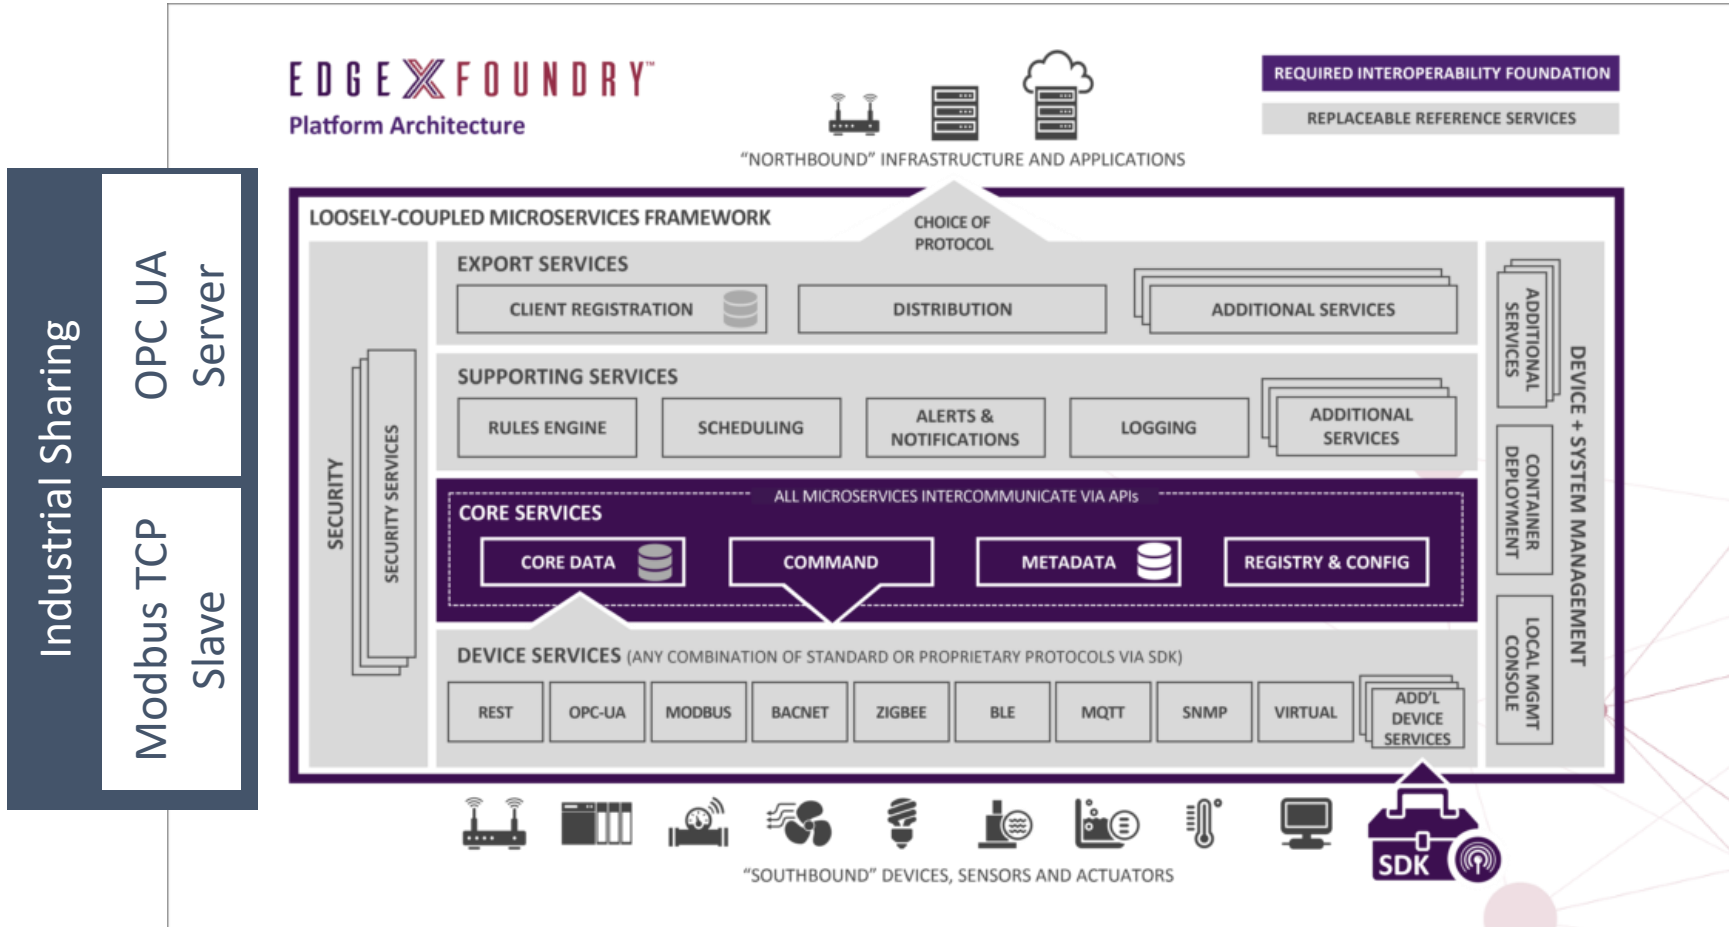 EDGE X FOUNDRY™
Platform Architecture
REQUIRED INTEROPERABILITY FOUNDATION
REPLACEABLE REFERENCE SERVICES
"NORTHBOUND" INFRASTRUCTURE AND APPLICATIONS
Industrial Sharing
OPC UA
Server
Modbus TCP
Slave
LOOSELY-COUPLED MICROSERVICES FRAMEWORK
CHOICE OF
PROTOCOL
SECURITY
SECURITY SERVICES
EXPORT SERVICES
CLIENT REGISTRATION
DISTRIBUTION
ADDITIONAL SERVICES
SUPPORTING SERVICES
RULES ENGINE
SCHEDULING
ALERTS &
NOTIFICATIONS
LOGGING
ADDITIONAL
SERVICES
ALL MICROSERVICES INTERCOMMUNICATE VIA APIs
CORE SERVICES
CORE DATA
COMMAND
METADATA
REGISTRY & CONFIG
DEVICE SERVICES (ANY COMBINATION OF STANDARD OR PROPRIETARY PROTOCOLS VIA SDK)
REST
OPC-UA
MODBUS
BACNET
ZIGBEE
BLE
MQTT
SNMP
VIRTUAL
ADD'L
DEVICE
SERVICES
DEVICE + SYSTEM MANAGEMENT
ADDITIONAL
SERVICES
CONTAINER
DEPLOYMENT
LOCAL MGMT
CONSOLE
"SOUTHBOUND" DEVICES, SENSORS AND ACTUATORS
SDK